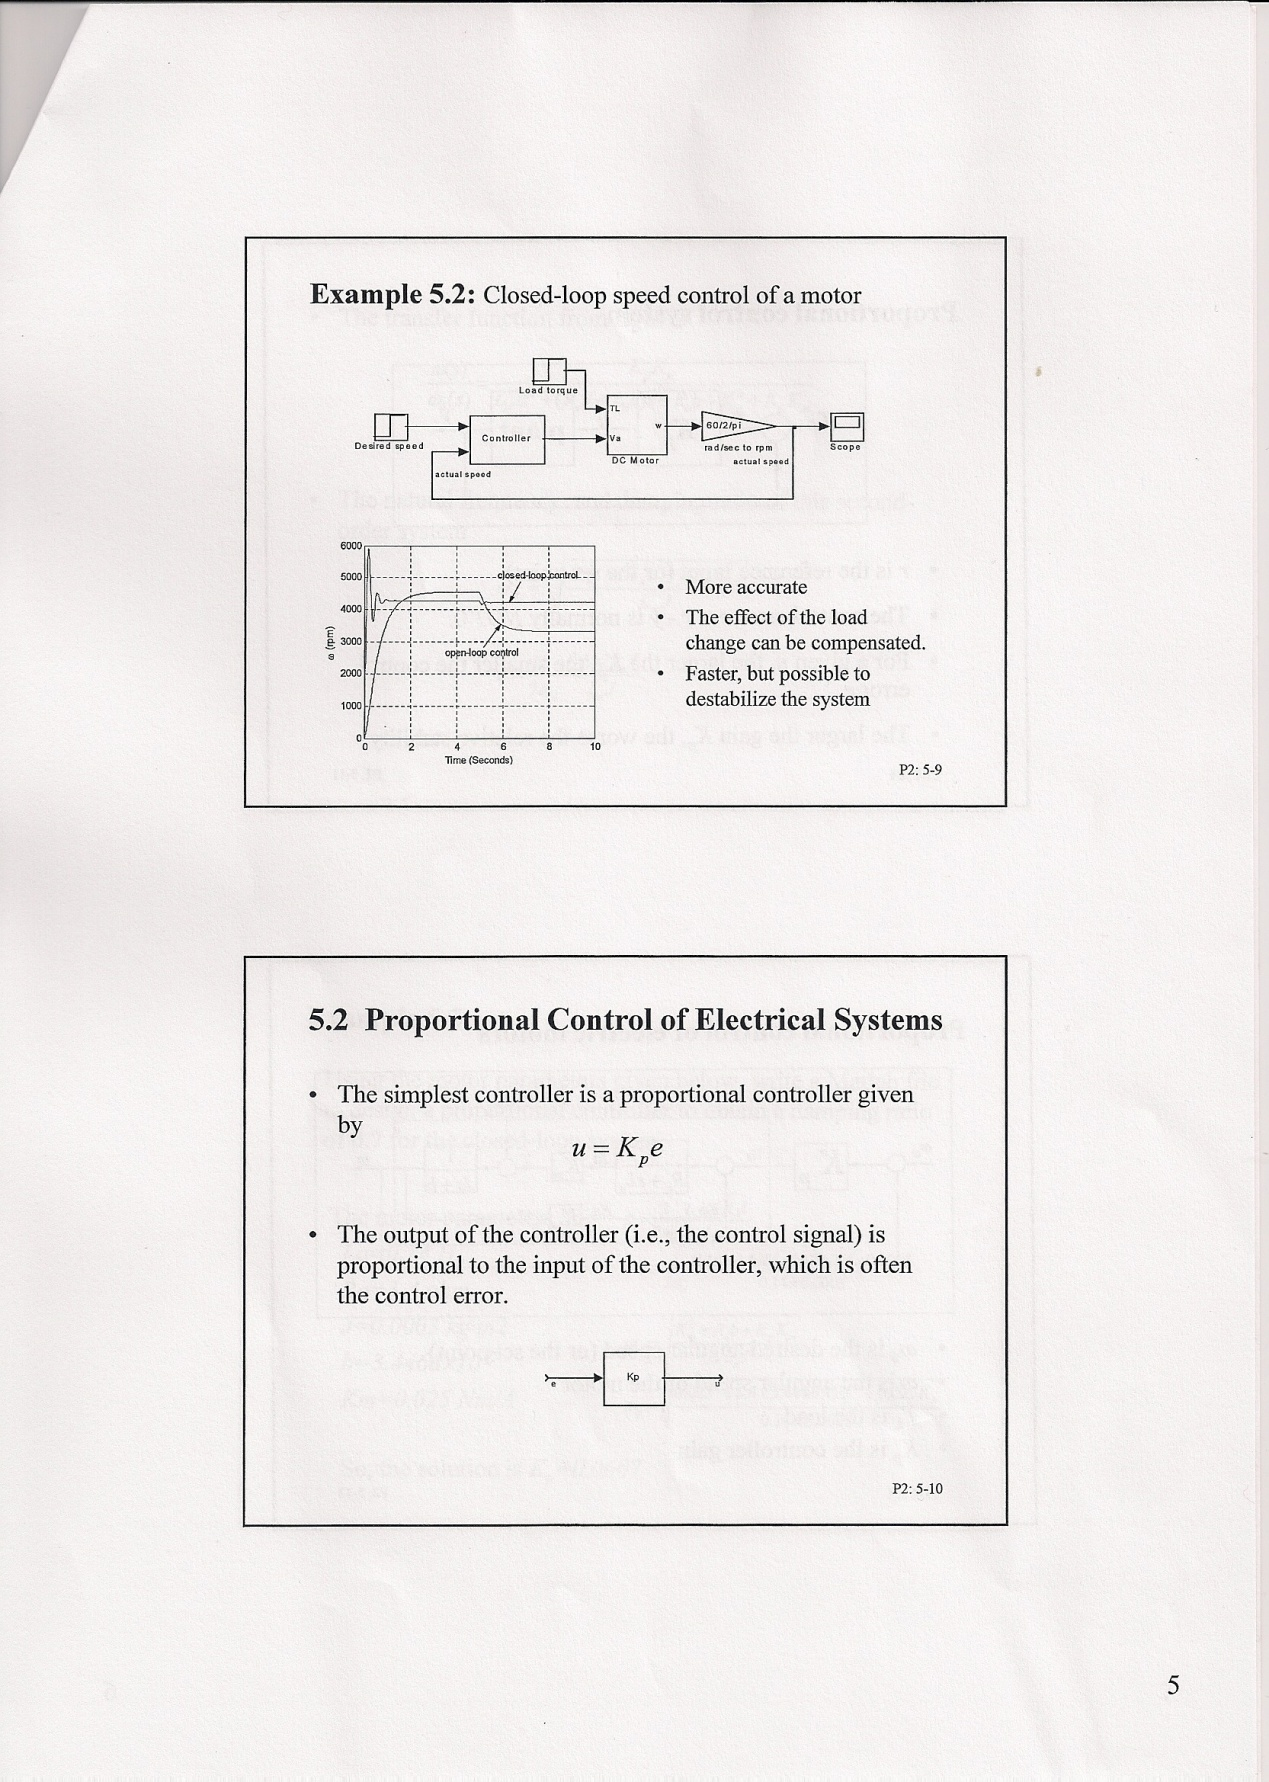 Example 5.2: Closed-loop speed control of a motor
Load torque
TL
Desired speed
Controller
Va
w
60/2/pi
DC Motor
rad/sec to rpm
Scope
actual speed
actual speed
6000
5000
4000
3000
2000
1000
0
ω (rpm)
closed-loop control
open-loop control
0 2 4 6 8 10
Time (Seconds)
• More accurate
• The effect of the load
change can be compensated.
• Faster, but possible to
destabilize the system
P2: 5-9
5.2 Proportional Control of Electrical Systems
• The simplest controller is a proportional controller given
by
u = Kₚe
• The output of the controller (i.e., the control signal) is
proportional to the input of the controller, which is often
the control error.
e
Kp
u
P2: 5-10
5